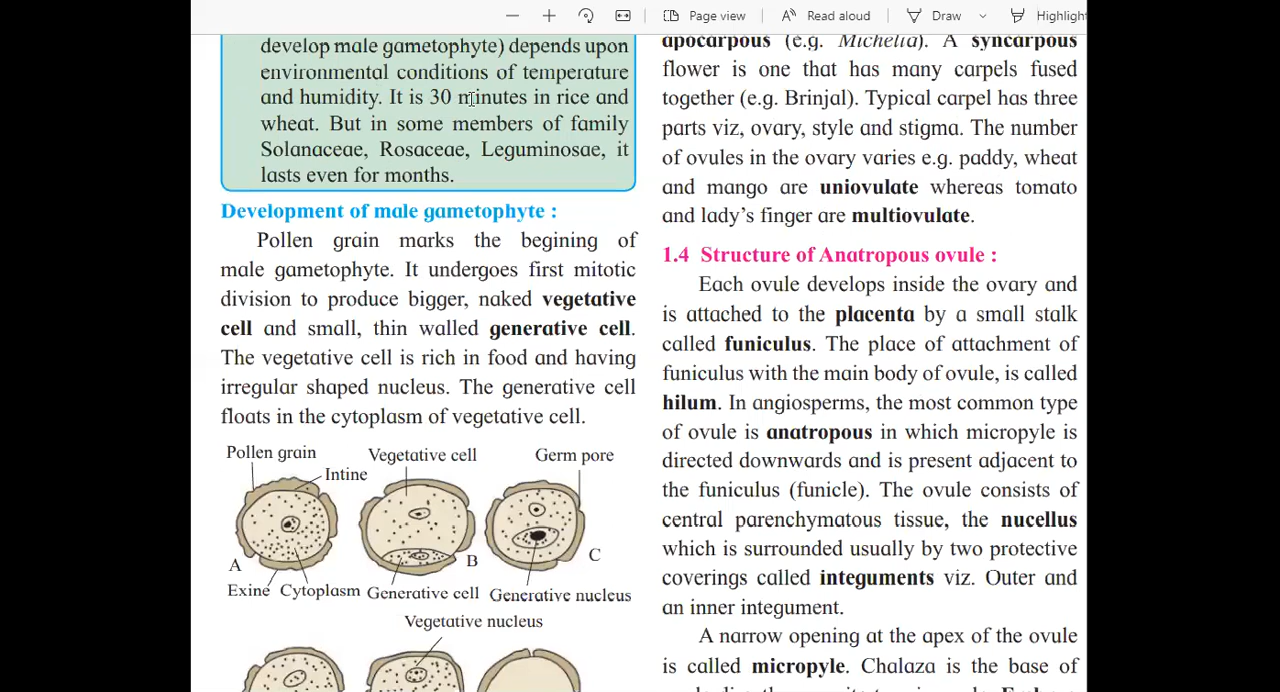 Page view
Read aloud
Draw
Highligh
develop male gametophyte) depends upon
environmental conditions of temperature
and humidity. It is 30 minutes in rice and
wheat. But in some members of family
Solanaceae, Rosaceae, Leguminosae, it
lasts even for months.
Development of male gametophyte :
Pollen grain marks the begining of
male gametophyte. It undergoes first mitotic
division to produce bigger, naked vegetative
cell and small, thin walled generative cell.
The vegetative cell is rich in food and having
irregular shaped nucleus. The generative cell
floats in the cytoplasm of vegetative cell.
Pollen grain
Vegetative cell
Germ pore
Intine
A
B
C
Exine
Cytoplasm
Generative cell
Generative nucleus
Vegetative nucleus
apocarpous (e.g. Michelia). A syncarpous
flower is one that has many carpels fused
together (e.g. Brinjal). Typical carpel has three
parts viz, ovary, style and stigma. The number
of ovules in the ovary varies e.g. paddy, wheat
and mango are uniovulate whereas tomato
and lady’s finger are multiovulate.
1.4 Structure of Anatropous ovule :
Each ovule develops inside the ovary and
is attached to the placenta by a small stalk
called funiculus. The place of attachment of
funiculus with the main body of ovule, is called
hilum. In angiosperms, the most common type
of ovule is anatropous in which micropyle is
directed downwards and is present adjacent to
the funiculus (funicle). The ovule consists of
central parenchymatous tissue, the nucellus
which is surrounded usually by two protective
coverings called integuments viz. Outer and
an inner integument.
A narrow opening at the apex of the ovule
is called micropyle. Chalaza is the base of